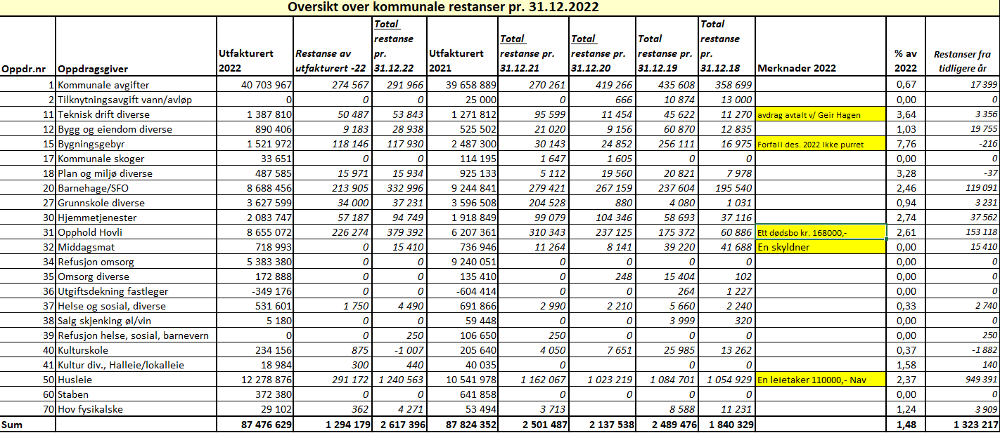 Oversikt over kommunale restanser pr. 31.12.2022
Oppdr.nr Oppdragsgiver Utfakturert 2022 Restanse av utfakturert -22 Total restanse pr. 31.12.22 Utfakturert 2021 Total restanse pr. 31.12.21 Total restanse pr. 31.12.20 Total restanse pr. 31.12.19 Total restanse pr. 31.12.18 Merknader 2022 % av 2022 Restanser fra tidligere år
1 Kommunale avgifter 40 703 967 274 567 291 966 39 658 889 270 261 419 266 435 608 358 699 0,67 17 399
2 Tilknytningsavgift vann/avløp 0 0 0 25 000 0 666 10 874 13 000 0,00 0
11 Teknisk drift diverse 1 387 810 50 487 53 843 1 271 812 95 599 11 454 45 622 11 270 avdrag avtalt v/ Geir Hagen 3,64 3 356
12 Bygg og eiendom diverse 890 406 9 183 28 938 525 502 21 020 9 156 60 870 12 835 1,03 19 755
15 Bygningsgebyr 1 521 972 118 146 117 930 2 487 300 30 143 24 852 256 111 16 975 Forfall des. 2022 Ikke purret 7,76 -216
17 Kommunale skoger 33 651 0 0 114 195 1 647 1 605 0 0 0,00 0
18 Plan og miljø diverse 487 585 15 971 15 934 925 133 5 112 19 560 20 821 7 978 3,28 -37
20 Barnehage/SFO 8 688 456 213 905 332 996 9 244 841 279 421 267 159 237 604 195 540 2,46 119 091
27 Grunnskole diverse 3 627 599 34 000 37 231 3 596 508 204 528 880 4 080 1 031 0,94 3 231
30 Hjemmetjenester 2 083 747 57 187 94 749 1 918 849 99 079 104 346 58 693 37 116 2,74 37 562
31 Opphold Hovli 8 655 072 226 274 379 392 6 207 361 310 343 237 125 175 372 60 886 Ett dødsbo kr. 168000,- 2,61 153 118
32 Middagsmat 718 993 0 15 410 736 946 11 264 8 141 39 220 41 688 En skyldner 0,00 15 410
34 Refusjon omsorg 5 383 380 0 0 9 240 051 0 0 0 0 0,00 0
35 Omsorg diverse 172 888 0 0 135 410 0 248 15 404 102 0,00 0
36 Utgiftsdekning fastleger -349 176 0 0 -604 414 0 0 264 1 227 0,00 0
37 Helse og sosial, diverse 531 601 1 750 4 490 691 866 2 990 2 210 5 660 2 240 0,33 2 740
38 Salg skjenking øl/vin 5 180 0 0 59 448 0 0 3 999 320 0,00 0
39 Refusjon helse, sosial, barnevern 0 0 250 106 650 250 0 0 0 0,00 250
40 Kulturskole 234 156 875 -1 007 205 640 4 050 7 651 25 985 13 262 0,37 -1 882
41 Kultur div., Halleie/lokalleie 18 984 300 440 40 035 0 0 0 1,58 140
50 Husleie 12 278 876 291 172 1 240 563 10 541 978 1 162 067 1 023 219 1 084 701 1 054 929 En leietaker 110000,- Nav 2,37 949 391
60 Staben 372 380 0 0 641 858 0 0 0 0 0,00 0
70 Hov fysikalske 29 102 362 4 271 53 494 3 713 8 588 11 231 1,24 3 909
Sum 87 476 629 1 294 179 2 617 396 87 824 352 2 501 487 2 137 538 2 489 476 1 840 329 1,48 1 323 217